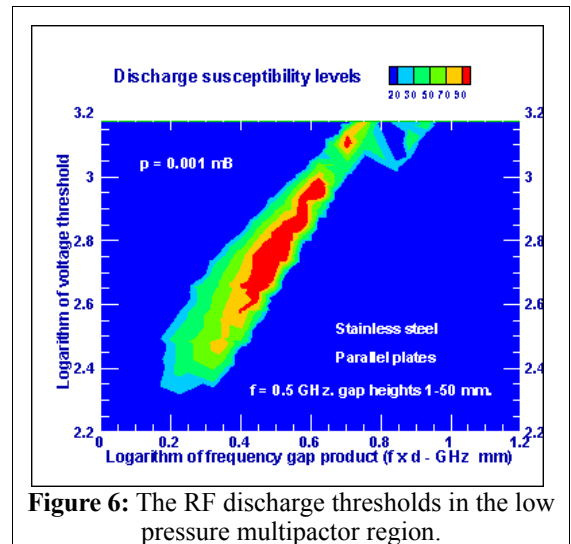 Discharge susceptibility levels
20 30 50 70 90
3.2 3.2
p = 0.001 mB
3 3
Logarithm of voltage threshold
2.8 2.8
2.6 2.6
Stainless steel
Parallel plates
2.4 2.4
f = 0.5 GHz. gap heights 1-50 mm.
2.2 2.2
0 0.2 0.4 0.6 0.8 1 1.2
Logarithm of frequency gap product (f x d - GHz mm)
Figure 6: The RF discharge thresholds in the low
pressure multipactor region.